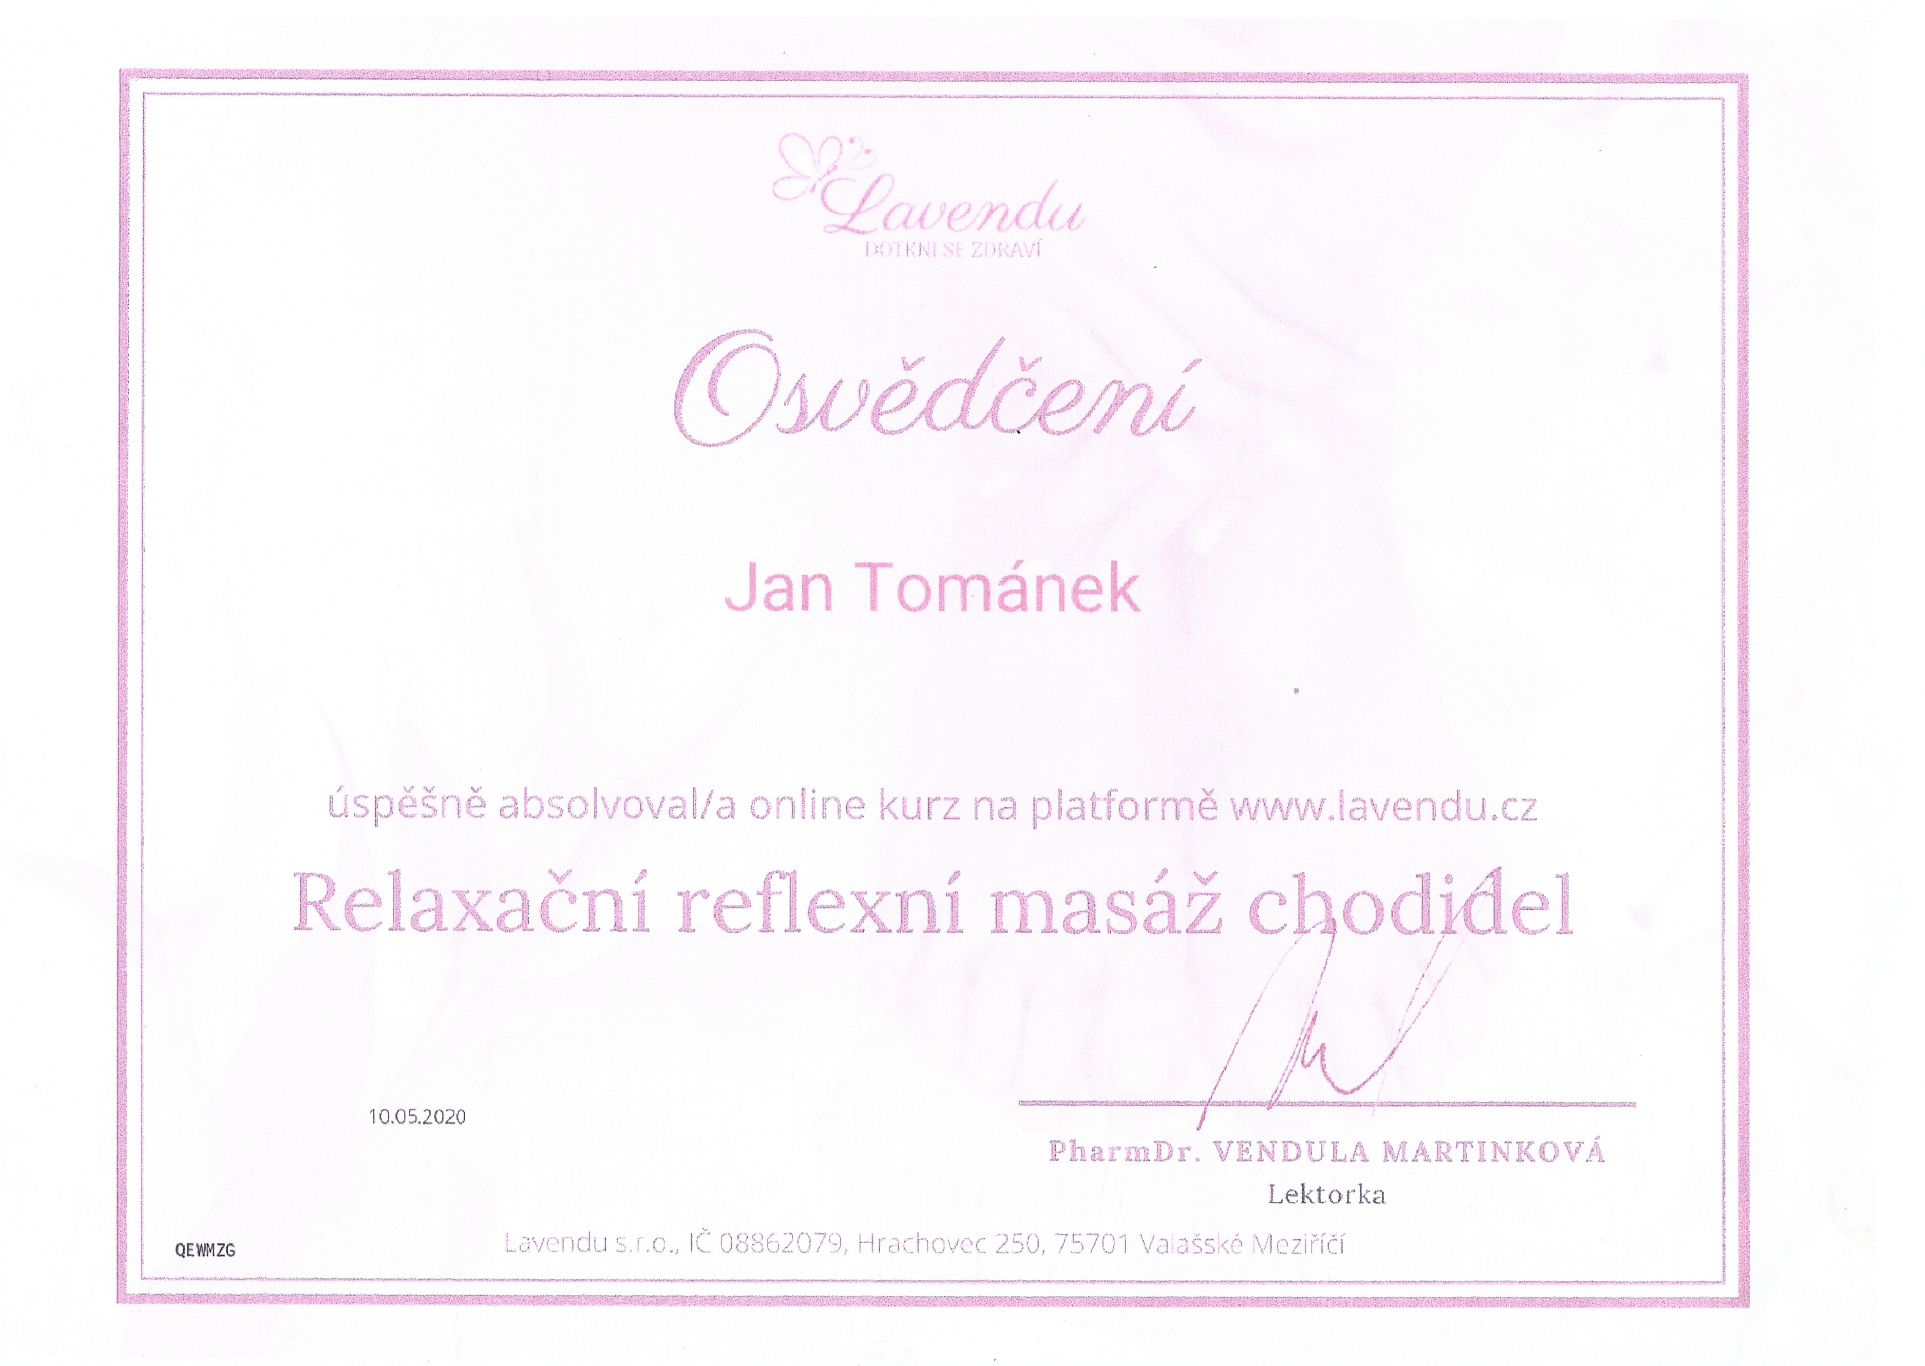 Lavendu
DOTKNI SE ZDRAVÍ
Osvědčení
Jan Tománek
úspěšně absolvoval/a online kurz na platformě www.lavendu.cz
Relaxační reflexní masáž chodidel
10.05.2020
PharmDr. VENDULA MARTINKOVÁ
Lektorka
QEWMZG
Lavendu s.r.o., IČ 08862079, Hrachovec 250, 75701 Valašské Meziříčí